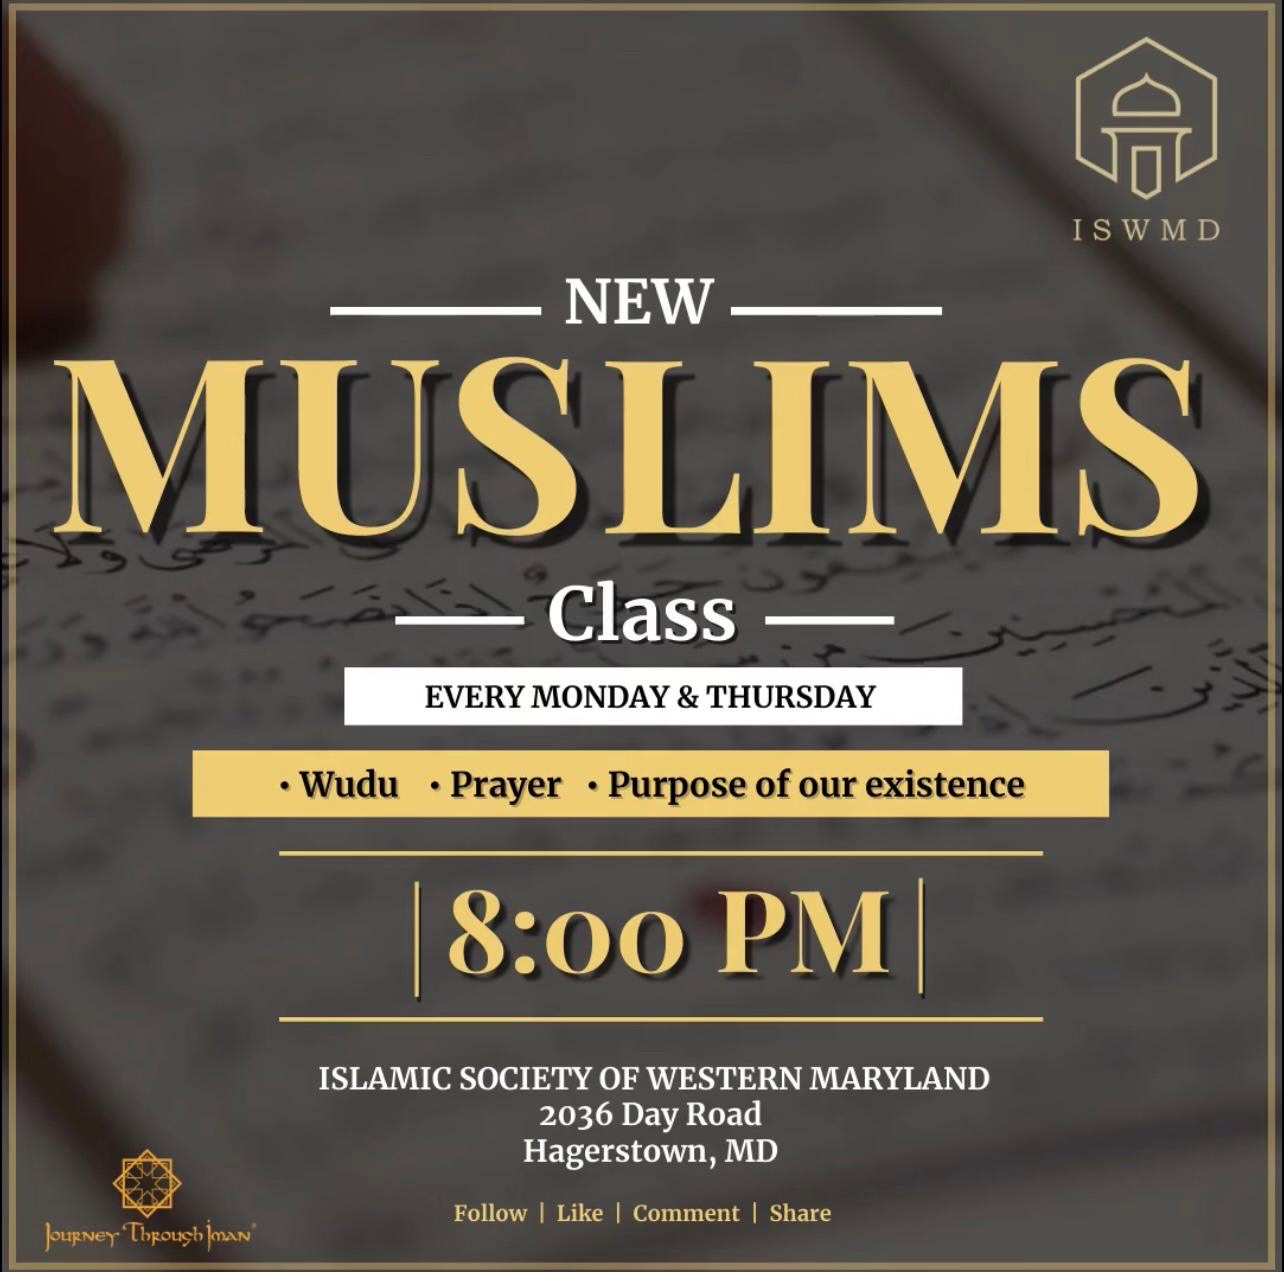 ISWMD
NEW
MUSLIMS
Class
EVERY MONDAY & THURSDAY
• Wudu • Prayer • Purpose of our existence
8:00 PM
ISLAMIC SOCIETY OF WESTERN MARYLAND
2036 Day Road
Hagerstown, MD
Follow | Like | Comment | Share
Journey Through Iman